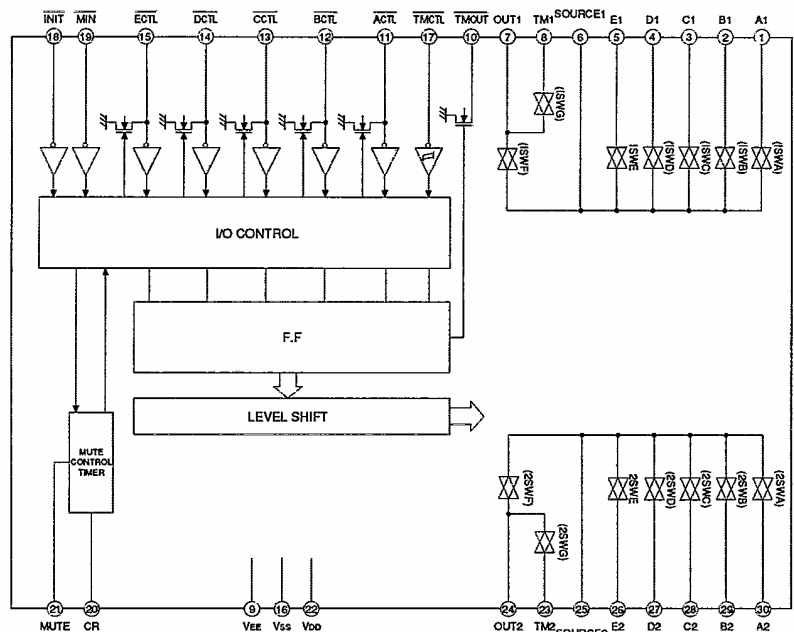 INIT MIN ECTL DCTL CCTL BCTL ACTL TMCTL TMOUT OUT1 TM1 SOURCE1 E1 D1 C1 B1 A1
18 19 15 14 13 12 11 17 10 7 8 6 5 4 3 2 1
(1SWG)
(1SWF) 1SWE (1SWD) (1SWC) (1SWB) (1SWA)
I/O CONTROL
F.F
LEVEL SHIFT
MUTE
CONTROL
TIMER
(2SWF) 2SWE (2SWD) (2SWC) (2SWB) (2SWA)
(2SWG)
21 20 9 16 22 24 23 25 26 27 28 29 30
MUTE CR VEE VSS VDD OUT2 TM2 SOURCE2 E2 D2 C2 B2 A2